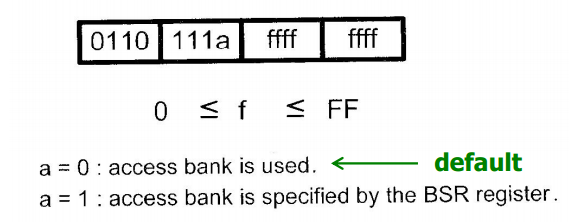 0110 111a ffff ffff
0 ≤ f ≤ FF
a = 0 : access bank is used. default
a = 1 : access bank is specified by the BSR register.